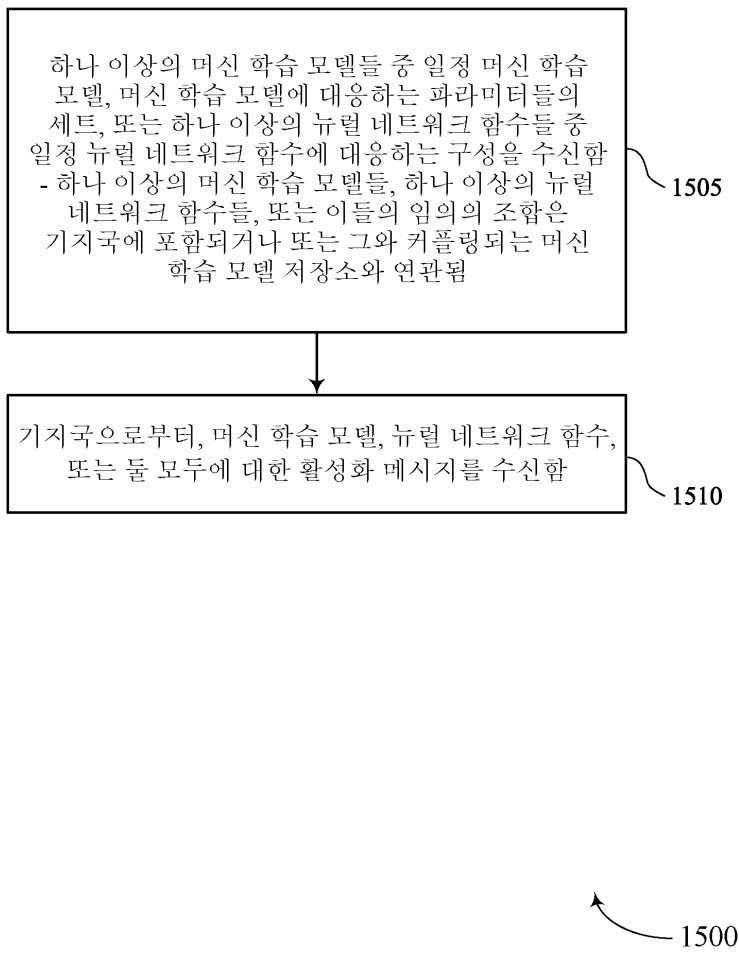 하나 이상의 머신 학습 모델들 중 일정 머신 학습
모델, 머신 학습 모델에 대응하는 파라미터들의
세트, 또는 하나 이상의 뉴럴 네트워크 함수들 중
일정 뉴럴 네트워크 함수에 대응하는 구성을 수신함
- 하나 이상의 머신 학습 모델들, 하나 이상의 뉴럴
네트워크 함수들, 또는 이들의 임의의 조합은
기지국에 포함되거나 또는 그와 커플링되는 머신
학습 모델 저장소와 연관됨
1505
기지국으로부터, 머신 학습 모델, 뉴럴 네트워크 함수,
또는 둘 모두에 대한 활성화 메시지를 수신함
1510
1500